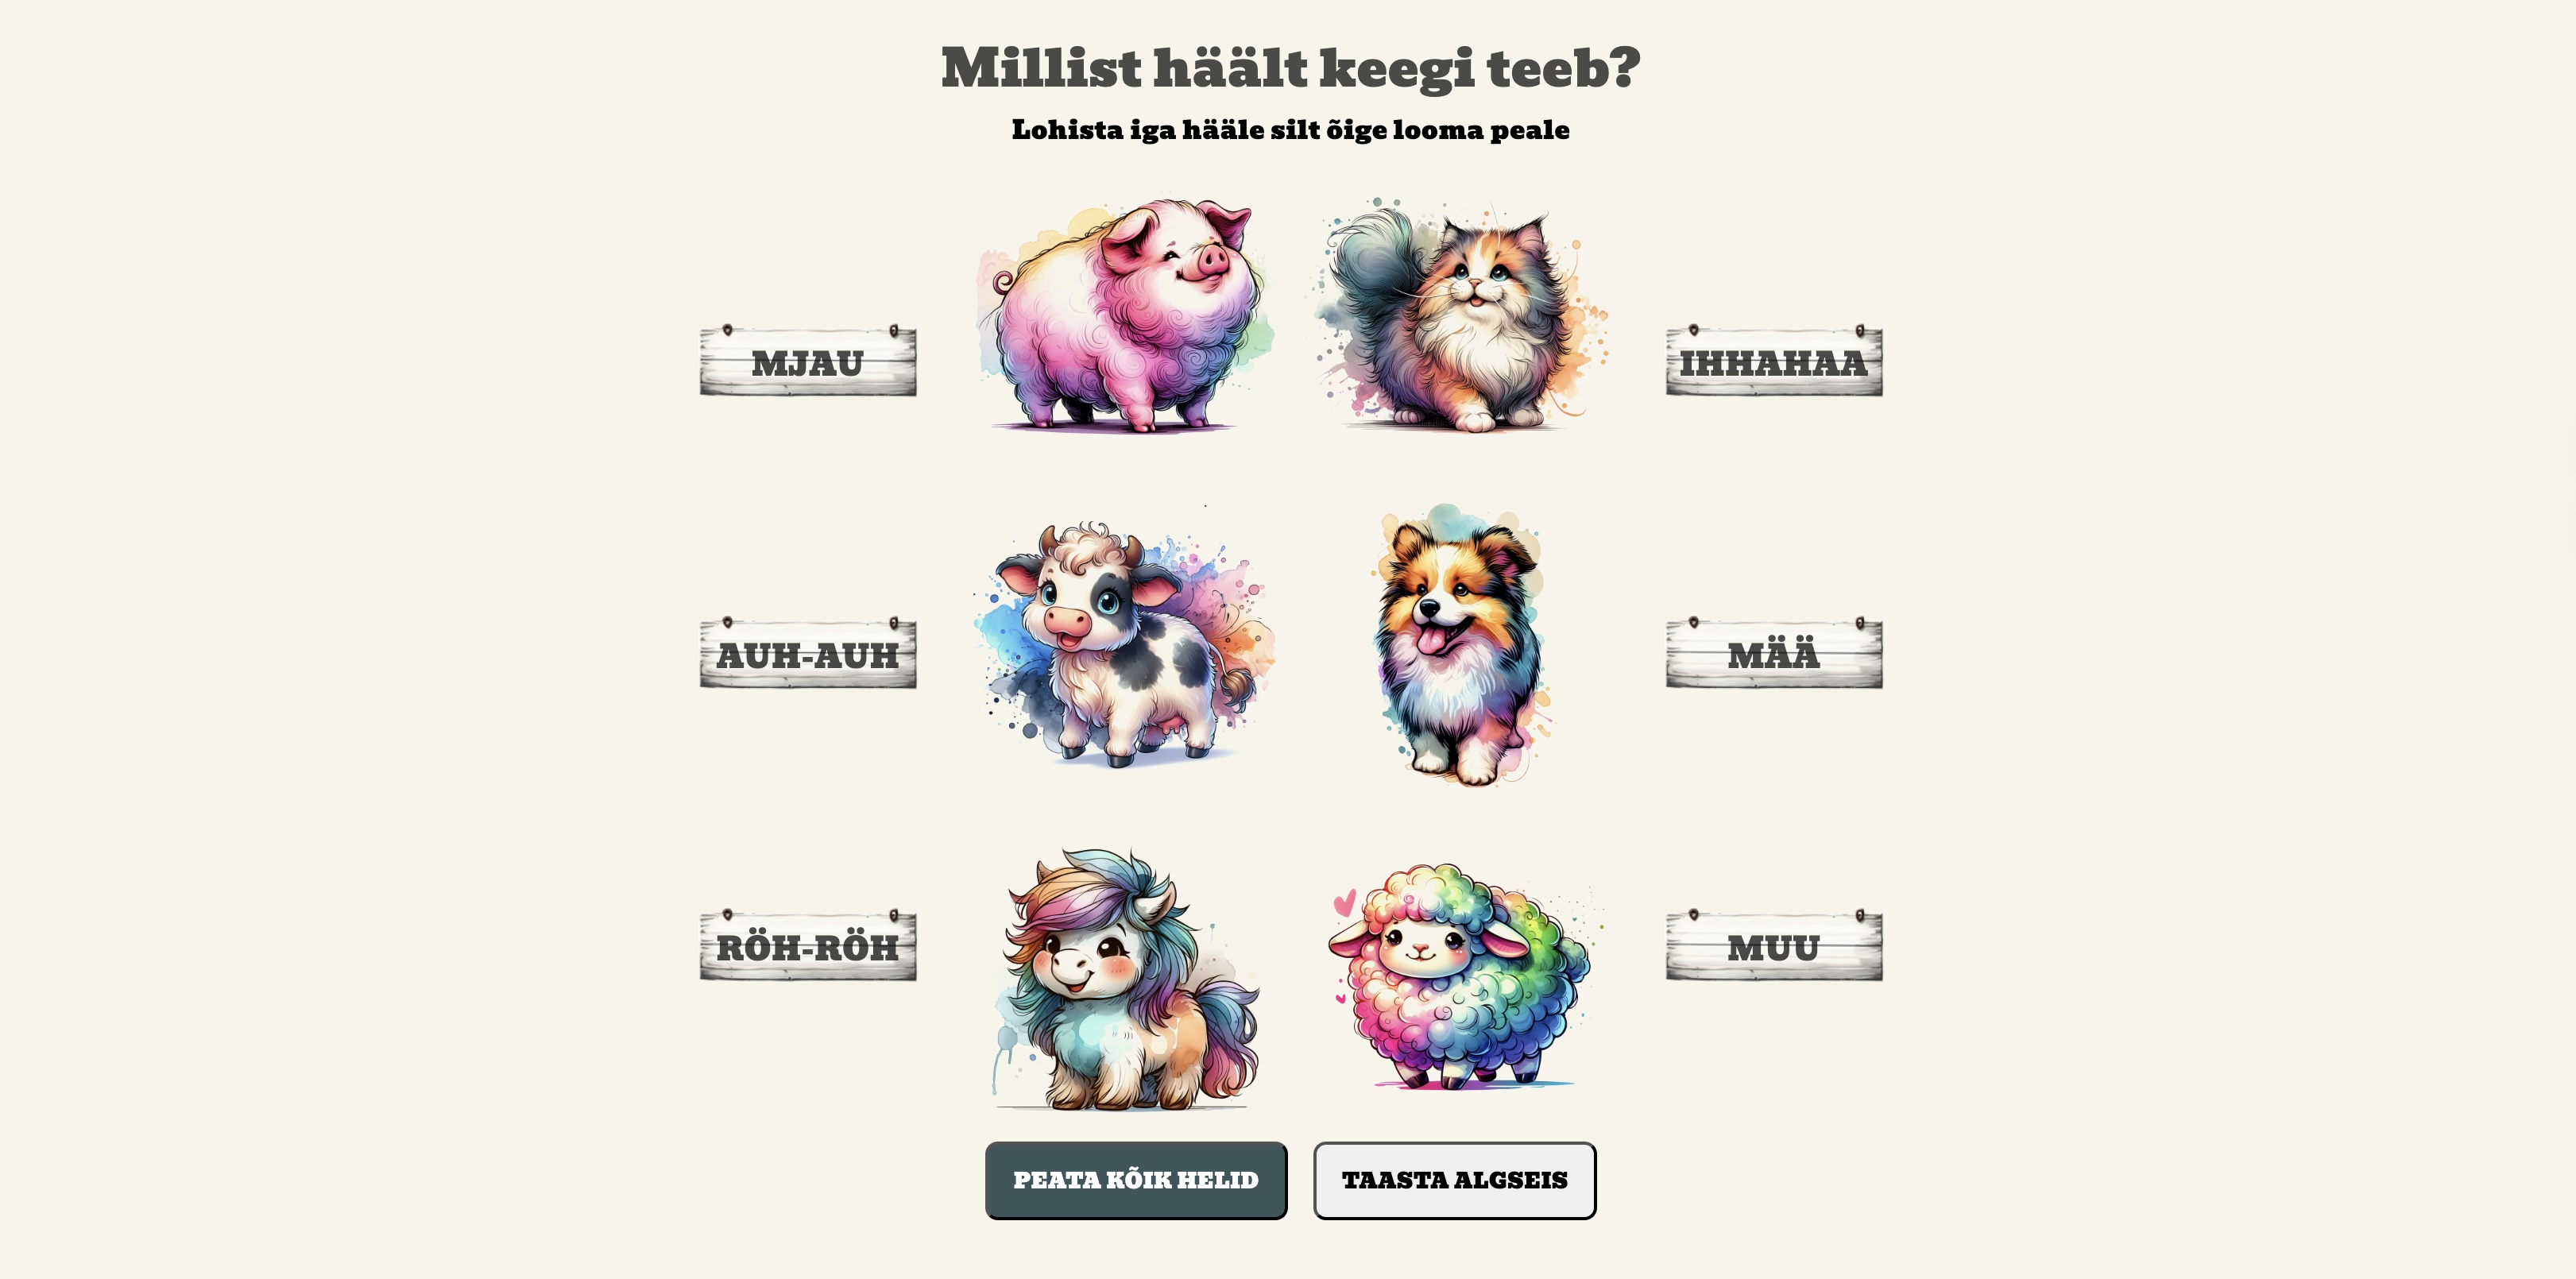 Millist häält keegi teeb?
Lohista iga hääle silt õige looma peale
MJAU
IHHAHAA
AUH-AUH
MÄÄ
RÖH-RÖH
MUU
PEATA KÕIK HELID
TAASTA ALGSEIS